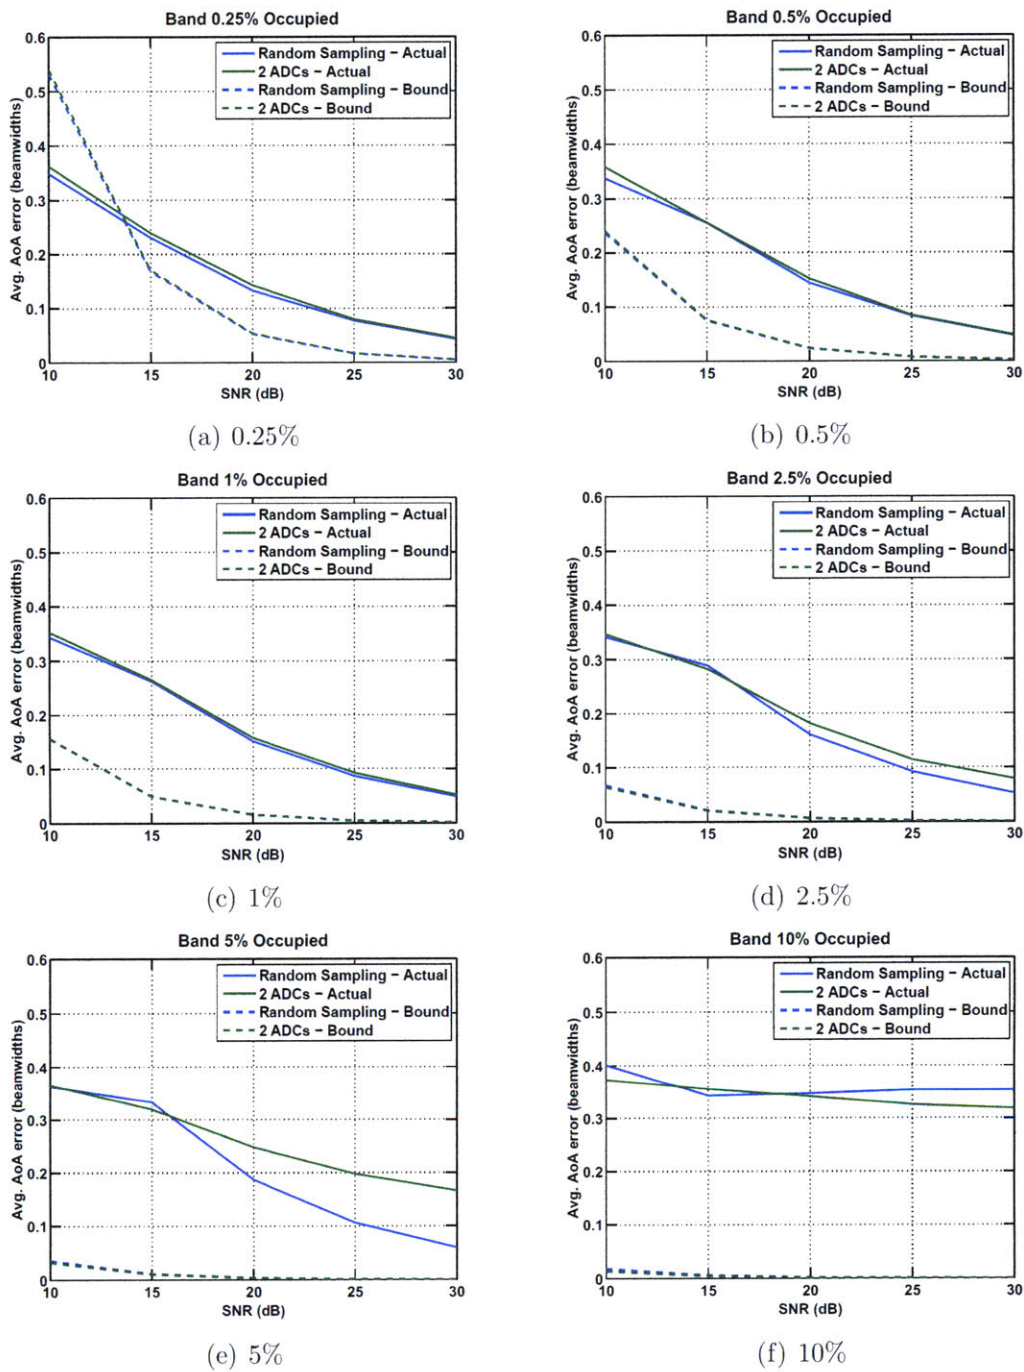 Band 0.25% Occupied
Avg. AoA error (beamwidths)
0.6
0.5
0.4
0.3
0.2
0.1
0
Random Sampling − Actual
2 ADCs − Actual
Random Sampling − Bound
2 ADCs − Bound
10 15 20 25 30
SNR (dB)
(a) 0.25%
Band 0.5% Occupied
Avg. AoA error (beamwidths)
0.6
0.5
0.4
0.3
0.2
0.1
0
Random Sampling − Actual
2 ADCs − Actual
Random Sampling − Bound
2 ADCs − Bound
10 15 20 25 30
SNR (dB)
(b) 0.5%
Band 1% Occupied
Avg. AoA error (beamwidths)
0.6
0.5
0.4
0.3
0.2
0.1
0
Random Sampling − Actual
2 ADCs − Actual
Random Sampling − Bound
2 ADCs − Bound
10 15 20 25 30
SNR (dB)
(c) 1%
Band 2.5% Occupied
Avg. AoA error (beamwidths)
0.6
0.5
0.4
0.3
0.2
0.1
0
Random Sampling − Actual
2 ADCs − Actual
Random Sampling − Bound
2 ADCs − Bound
10 15 20 25 30
SNR (dB)
(d) 2.5%
Band 5% Occupied
Avg. AoA error (beamwidths)
0.6
0.5
0.4
0.3
0.2
0.1
0
Random Sampling − Actual
2 ADCs − Actual
Random Sampling − Bound
2 ADCs − Bound
10 15 20 25 30
SNR (dB)
(e) 5%
Band 10% Occupied
Avg. AoA error (beamwidths)
0.6
0.5
0.4
0.3
0.2
0.1
0
Random Sampling − Actual
2 ADCs − Actual
Random Sampling − Bound
2 ADCs − Bound
10 15 20 25 30
SNR (dB)
(f) 10%